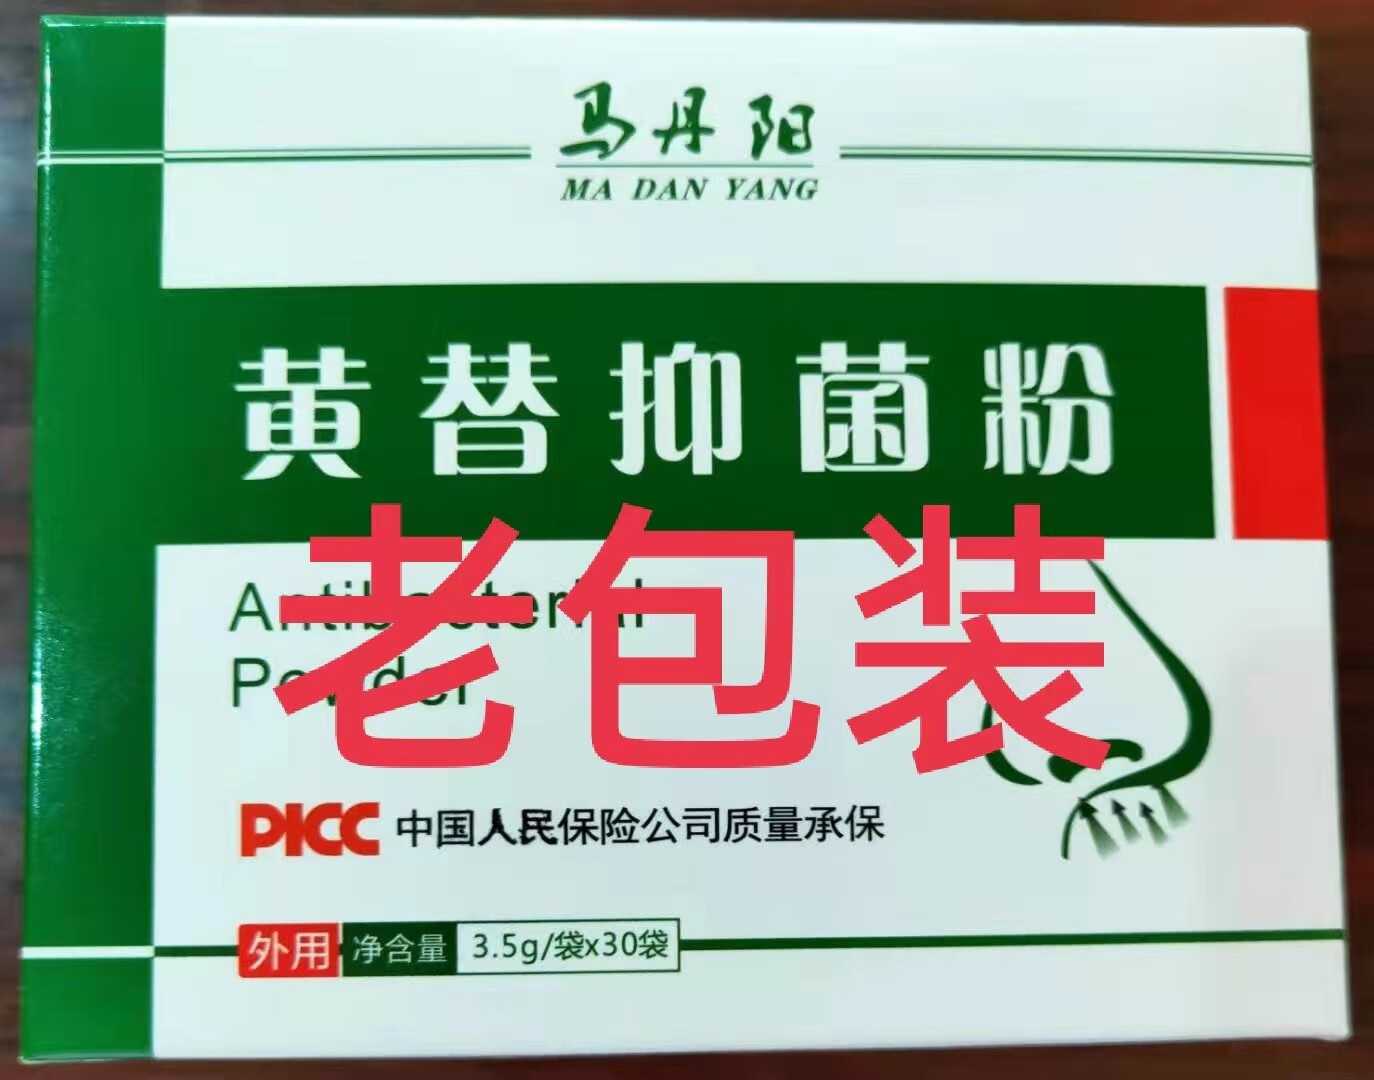 马丹阳
MA DAN YANG
黄替抑菌粉
老包装
Antibacterial
Powder
PICC 中国人民保险公司质量承保
外用 净含量 3.5g/袋x30袋